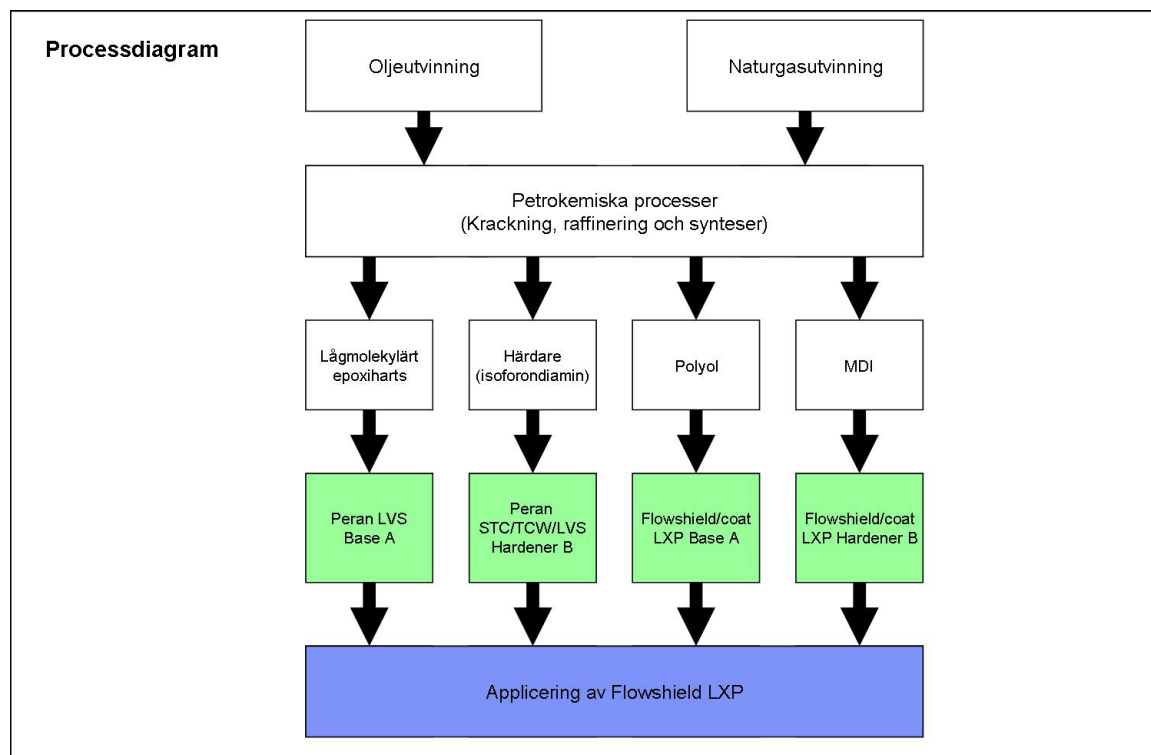 Processdiagram
Oljeutvinning
Naturgasutvinning
Petrokemiska processer
(Krackning, raffinering och synteser)
Lågmolekylärt
epoxiharts
Härdare
(isoforondiamin)
Polyol
MDI
Peran LVS
Base A
Peran
STC/TCW/LVS
Hardener B
Flowshield/coat
LXP Base A
Flowshield/coat
LXP Hardener B
Applicering av Flowshield LXP